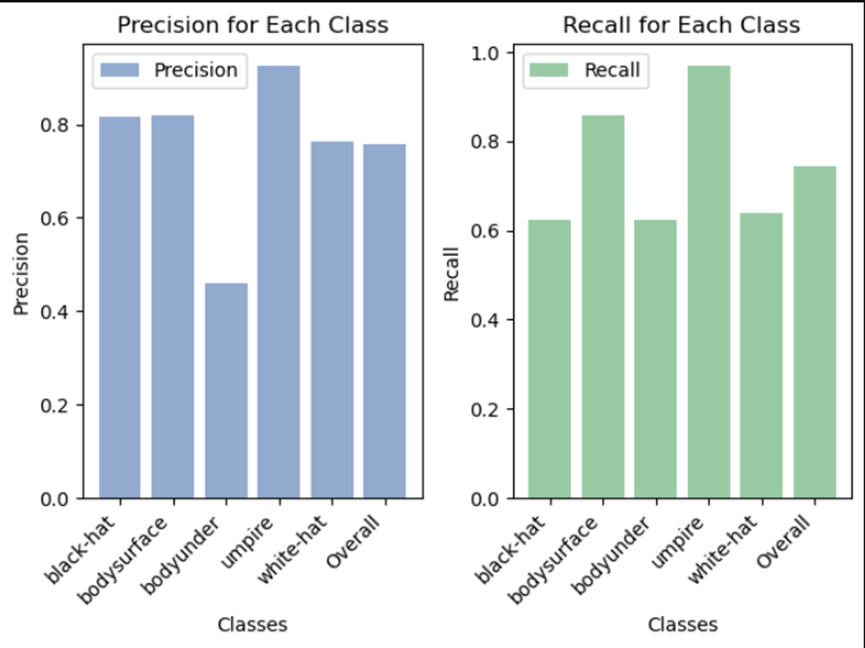 Precision for Each Class
Precision
0.8
0.6
0.4
0.2
0.0
Precision
black-hat
bodysurface
bodyunder
umpire
white-hat
Overall
Classes
Recall for Each Class
Recall
1.0
0.8
0.6
0.4
0.2
0.0
Recall
black-hat
bodysurface
bodyunder
umpire
white-hat
Overall
Classes